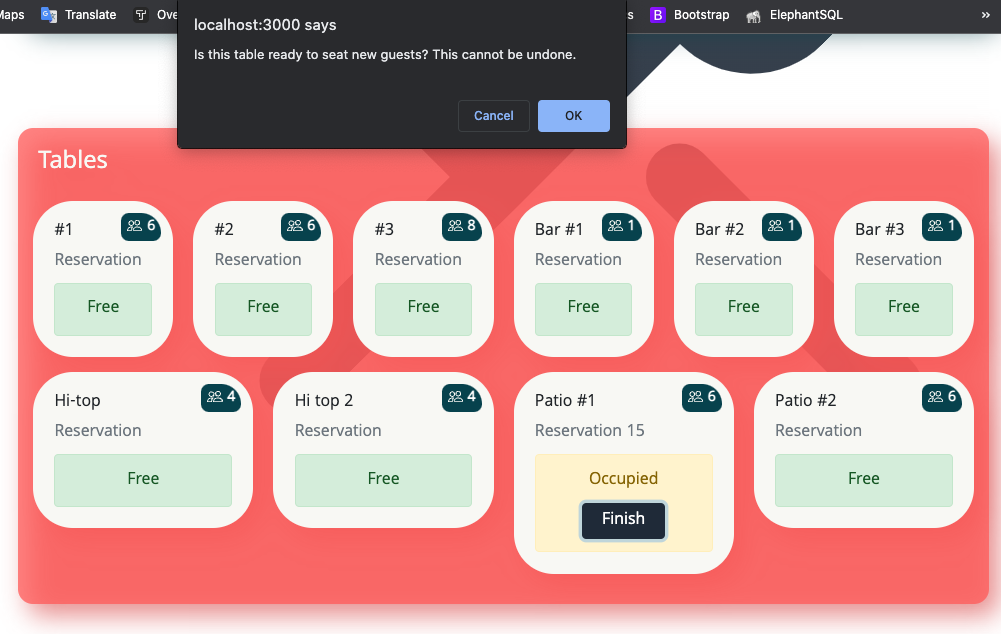 Maps Translate Ove s Bootstrap ElephantSQL »
localhost:3000 says
Is this table ready to seat new guests? This cannot be undone.
Cancel OK
Tables
#1 6 #2 6 #3 8 Bar #1 1 Bar #2 1 Bar #3 1
Reservation Reservation Reservation Reservation Reservation Reservation
Free Free Free Free Free Free
Hi-top 4 Hi top 2 4 Patio #1 6 Patio #2 6
Reservation Reservation Reservation 15 Reservation
Free Free Occupied Free
Finish